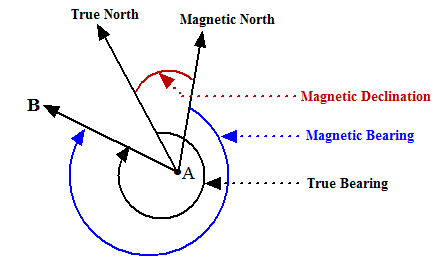 True North
Magnetic North
Magnetic Declination
B
Magnetic Bearing
A
True Bearing